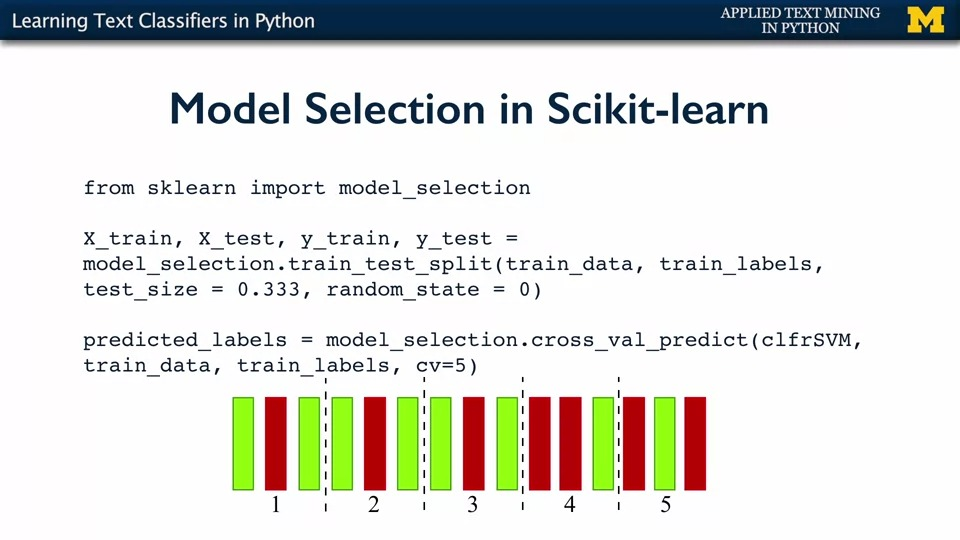 Learning Text Classifiers in Python
APPLIED TEXT MINING
IN PYTHON
M
Model Selection in Scikit-learn
from sklearn import model_selection
X_train, X_test, y_train, y_test =
model_selection.train_test_split(train_data, train_labels,
test_size = 0.333, random_state = 0)
predicted_labels = model_selection.cross_val_predict(clfrSVM,
train_data, train_labels, cv=5)
1 2 3 4 5